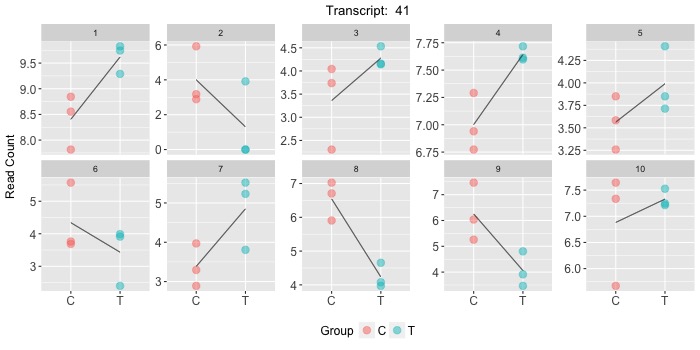 Transcript: 41
1 2 3 4 5
9.5 9.0 8.5 8.0
6 4 2 0
4.5 4.0 3.5 3.0 2.5
7.75 7.50 7.25 7.00 6.75
4.25 4.00 3.75 3.50 3.25
Read Count
6 7 8 9 10
5 4 3
5 4 3
7 6 5 4
7 6 5 4
7.5 7.0 6.5 6.0
C T C T C T C T C T
Group C T